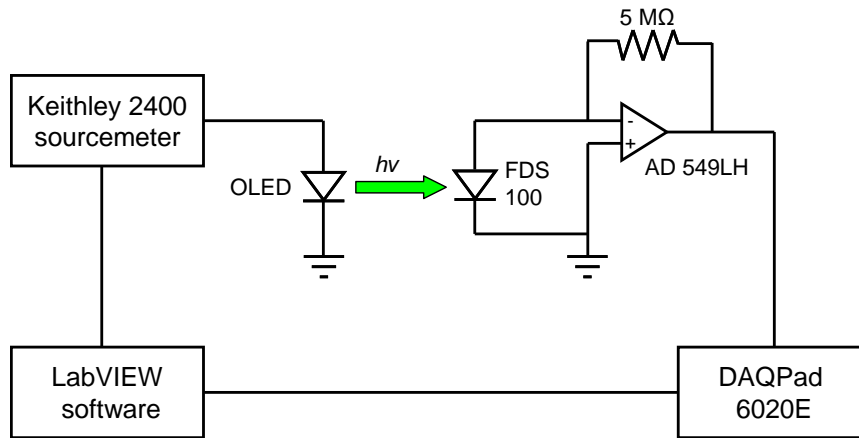 5 MΩ
Keithley 2400
sourcemeter
OLED
hv
FDS
100
-
+
AD 549LH
LabVIEW
software
DAQPad
6020E